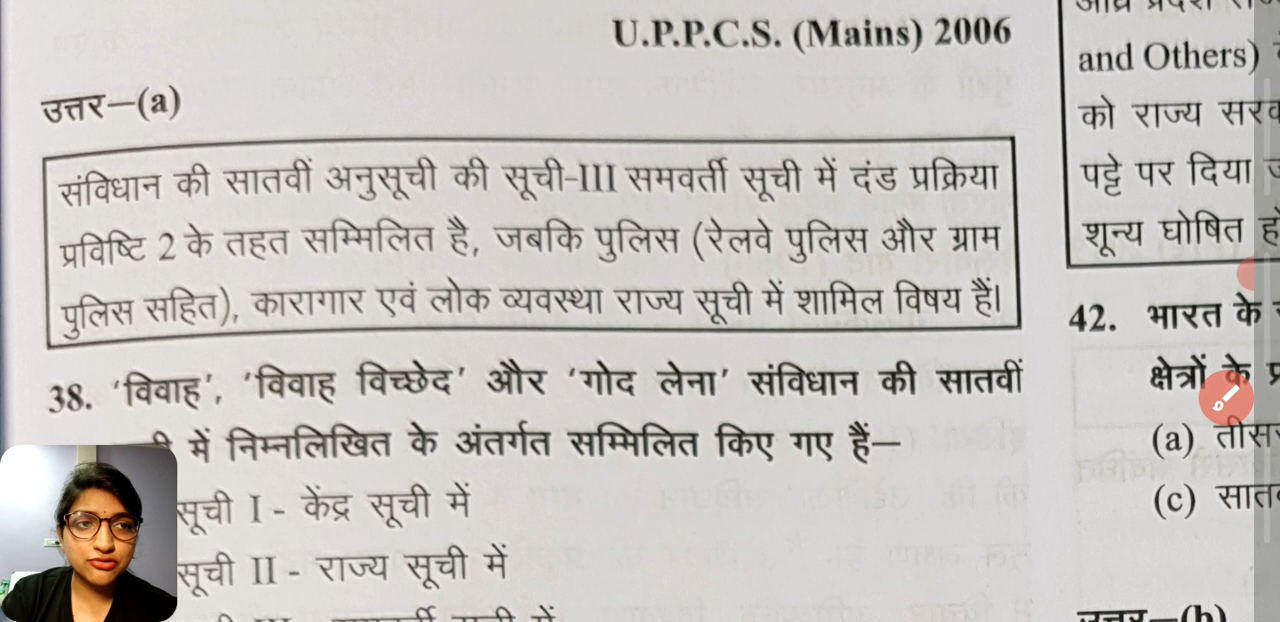 U.P.P.C.S. (Mains) 2006
उत्तर—(a)
संविधान की सातवीं अनुसूची की सूची-III समवर्ती सूची में दंड प्रक्रिया
प्रविष्टि 2 के तहत सम्मिलित है, जबकि पुलिस (रेलवे पुलिस और ग्राम
पुलिस सहित), कारागार एवं लोक व्यवस्था राज्य सूची में शामिल विषय हैं।
38. ‘विवाह’, ‘विवाह विच्छेद’ और ‘गोद लेना’ संविधान की सातवीं
में निम्नलिखित के अंतर्गत सम्मिलित किए गए हैं—
सूची I - केंद्र सूची में
सूची II - राज्य सूची में
and Others)
को राज्य
पट्टे पर दिया
शून्य घोषित
42. भारत के
क्षेत्रों के
(a)
(c)